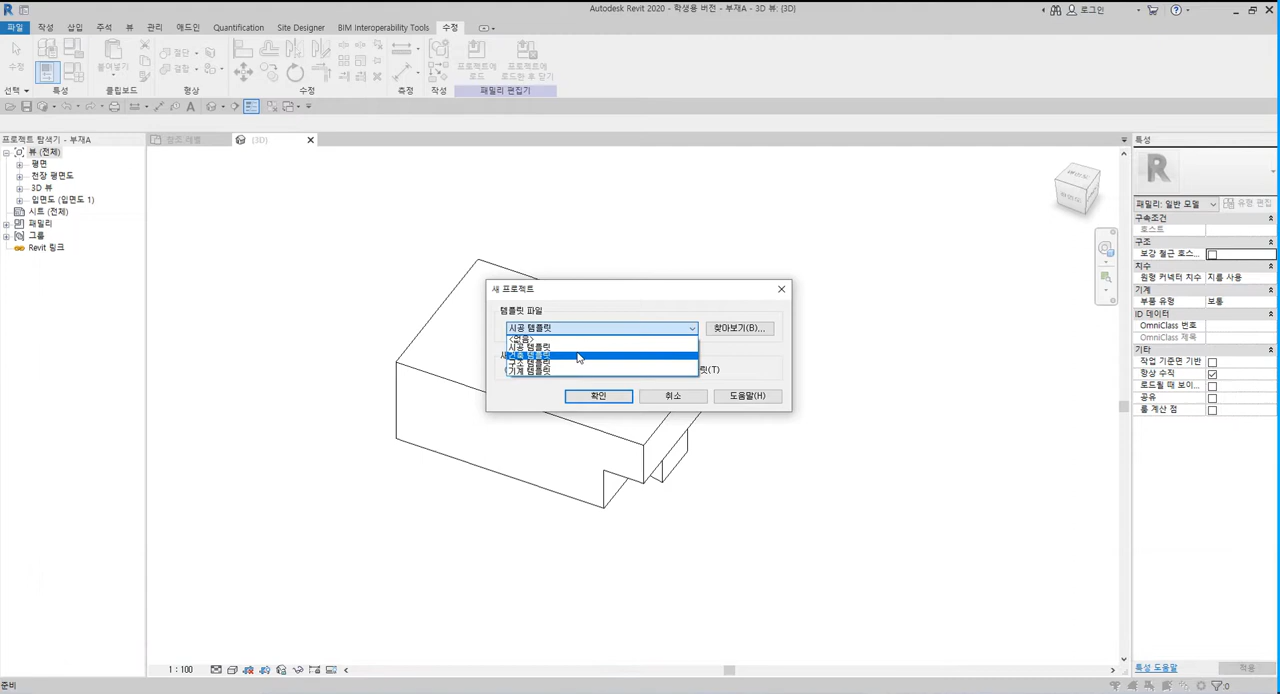 Autodesk Revit 2020 - 학생용 버전 - 부재A - 3D 뷰: {3D}
로그인
파일 작성 삽입 주석 뷰 관리 애드인 Quantification Site Designer BIM Interoperability Tools 수정
수정
붙여넣기
절단
결합
프로젝트에 로드
프로젝트에 로드한 후 닫기
선택 특성 클립보드 형상 수정 측정 작성 패밀리 편집기
프로젝트 탐색기 - 부재A
참조 레벨
{3D}
특성
뷰 (전체)
평면
천장 평면도
3D 뷰
입면도 (입면도 1)
시트 (전체)
패밀리
그룹
Revit 링크
새 프로젝트
템플릿 파일
시공 템플릿
찾아보기(B)...
<없음>
시공 템플릿
건축 템플릿
구조 템플릿
기계 템플릿
릿(T)
확인 취소 도움말(H)
패밀리: 일반 모델
유형 편집
구속조건
호스트
구조
보강 철근 호스...
치수
원형 커넥터 치수 지름 사용
기계
부품 유형 보통
ID 데이터
OmniClass 번호
OmniClass 제목
기타
작업 기준면 기반
항상 수직
로드될 때 보이...
공유
룸 계산 점
특성 도움말
적용
1 : 100
준비
:0